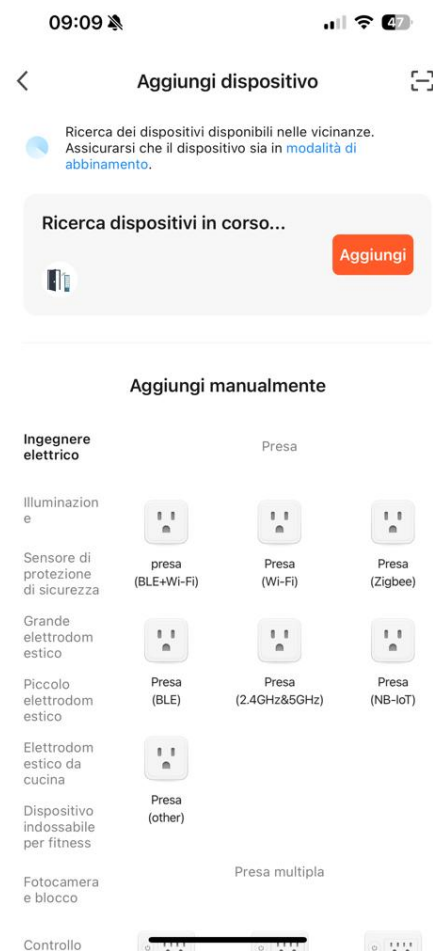 09:09
47
Aggiungi dispositivo
Ricerca dei dispositivi disponibili nelle vicinanze.
Assicurarsi che il dispositivo sia in modalità di
abbinamento.
Ricerca dispositivi in corso...
Aggiungi
Aggiungi manualmente
Ingegnere
elettrico
Illuminazion
e
Sensore di
protezione
di sicurezza
Grande
elettrodom
estico
Piccolo
elettrodom
estico
Elettrodom
estico da
cucina
Dispositivo
indossabile
per fitness
Fotocamera
e blocco
Controllo
Presa
presa
(BLE+Wi-Fi)
Presa
(Wi-Fi)
Presa
(Zigbee)
Presa
(BLE)
Presa
(2.4GHz&5GHz)
Presa
(NB-IoT)
Presa
(other)
Presa multipla